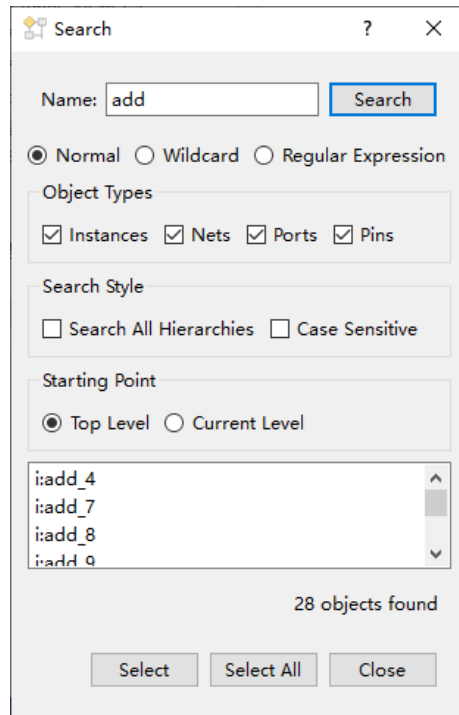 Search ?
Name: add Search
Normal Wildcard Regular Expression
Object Types
Instances Nets Ports Pins
Search Style
Search All Hierarchies Case Sensitive
Starting Point
Top Level Current Level
i:add_4
i:add_7
i:add_8
i:add_9
28 objects found
Select Select All Close